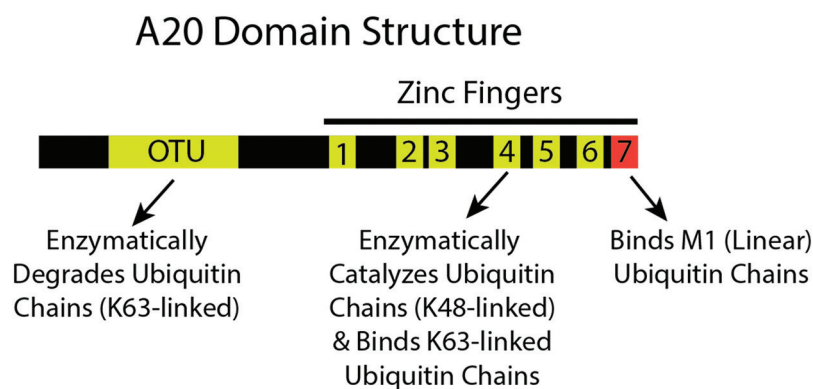 A20 Domain Structure
Zinc Fingers
OTU 1 2 3 4 5 6 7
Enzymatically
Degrades Ubiquitin
Chains (K63-linked)
Enzymatically
Catalyzes Ubiquitin
Chains (K48-linked)
& Binds K63-linked
Ubiquitin Chains
Binds M1 (Linear)
Ubiquitin Chains